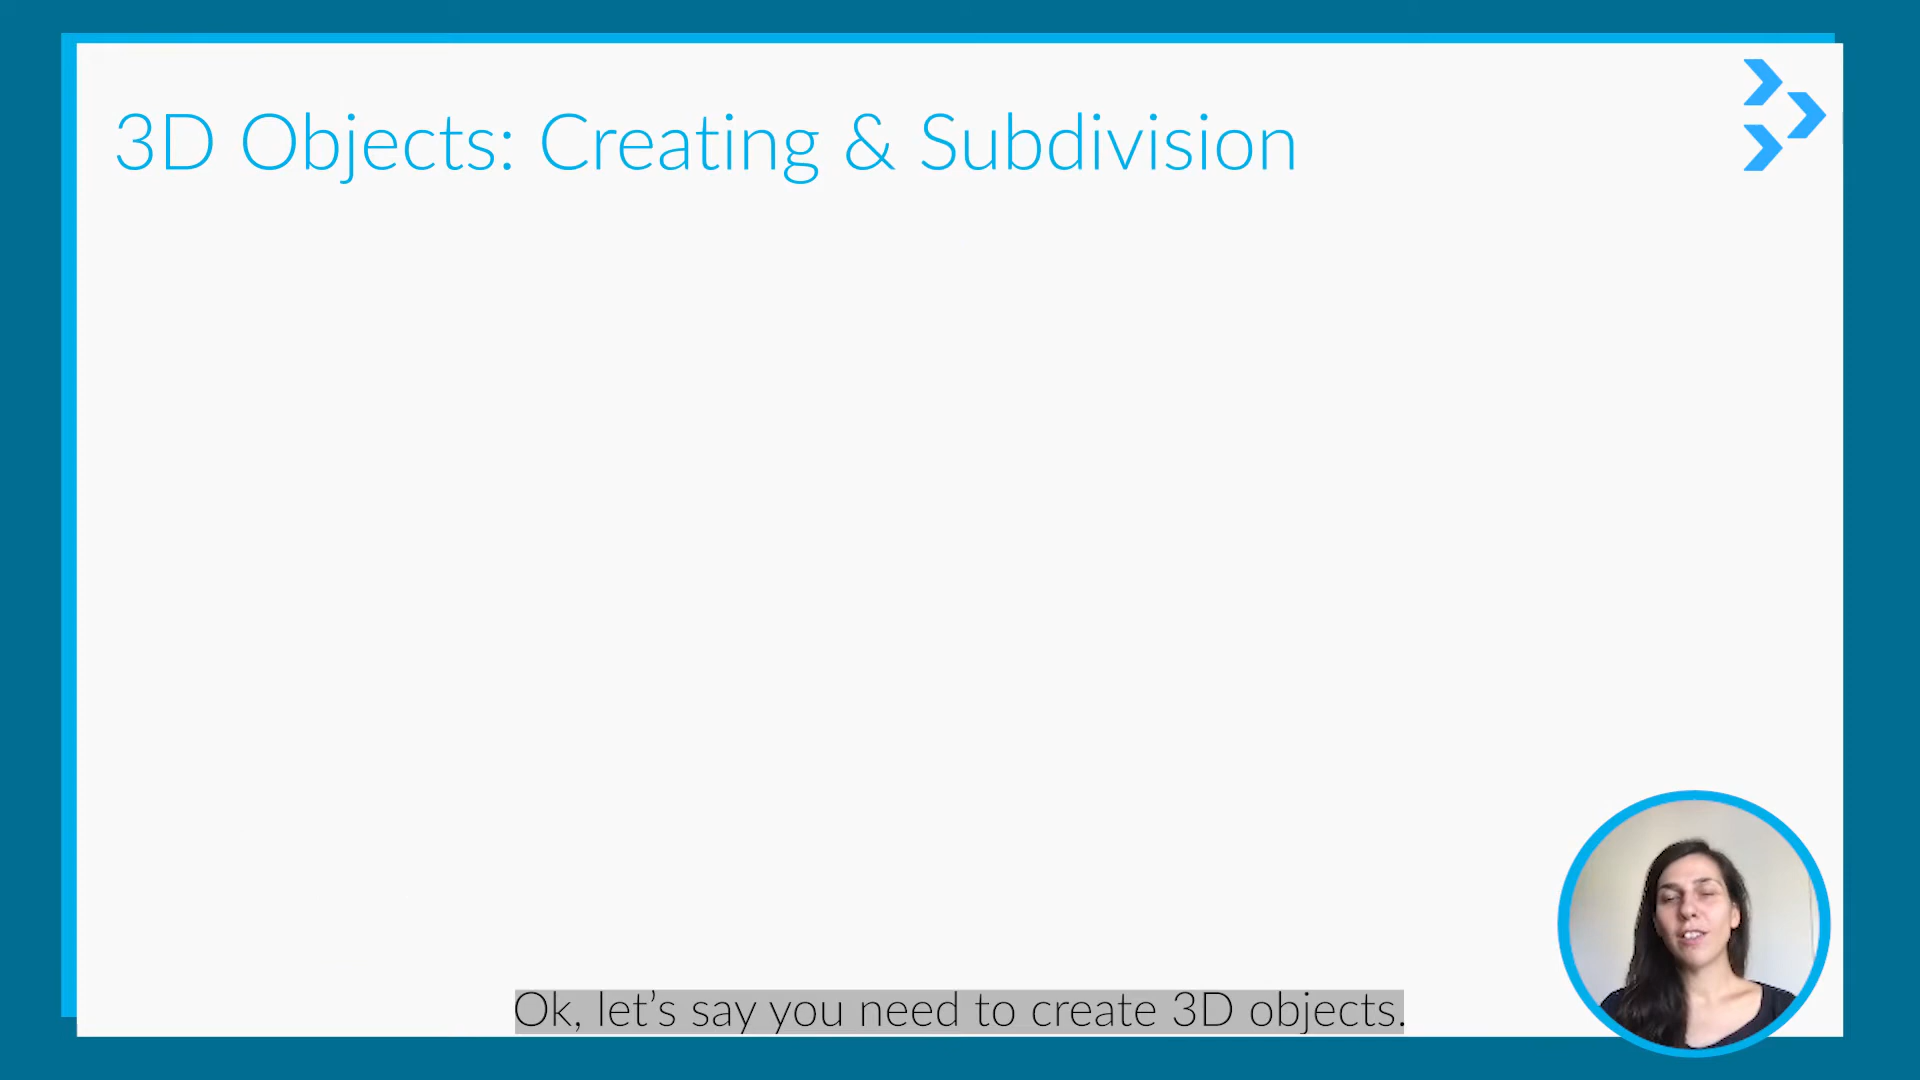 3D Objects: Creating & Subdivision
Ok, let’s say you need to create 3D objects.